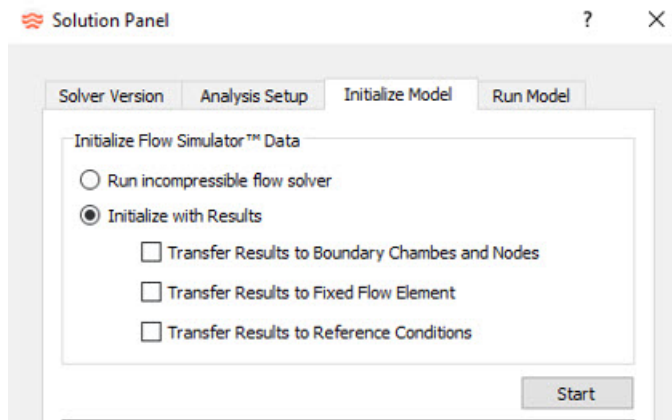 Solution Panel ? X
Solver Version Analysis Setup Initialize Model Run Model
Initialize Flow Simulator™ Data
Run incompressible flow solver
Initialize with Results
Transfer Results to Boundary Chambes and Nodes
Transfer Results to Fixed Flow Element
Transfer Results to Reference Conditions
Start